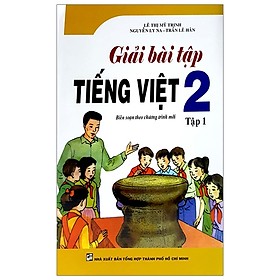 LÊ THỊ MỸ TRINH
NGUYỄN LY NA - TRẦN LÊ HÂN
Giải bài tập
TIẾNG VIỆT 2
Tập 1
Biên soạn theo chương trình mới
NHÀ XUẤT BẢN TỔNG HỢP THÀNH PHỐ HỒ CHÍ MINH